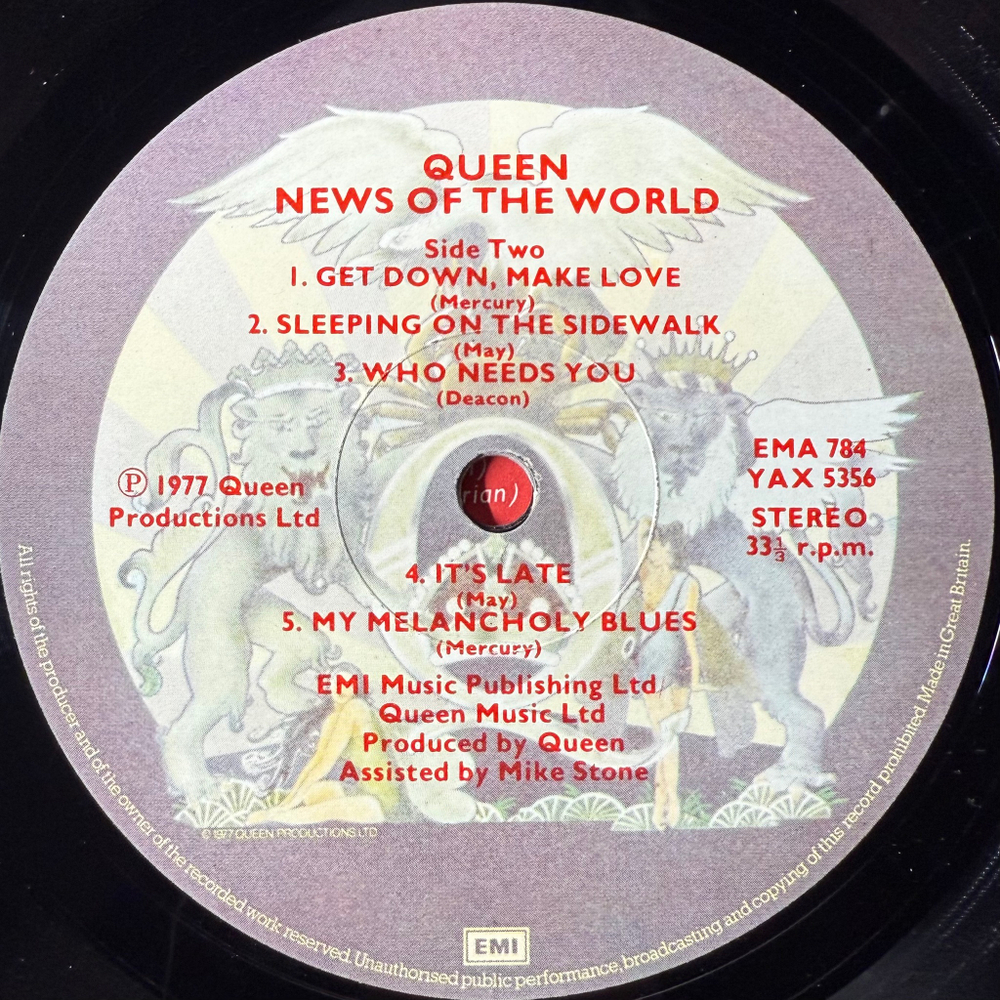 QUEEN
NEWS OF THE WORLD
Side Two
1. GET DOWN, MAKE LOVE
(Mercury)
2. SLEEPING ON THE SIDEWALK
(May)
3. WHO NEEDS YOU
(Deacon)
Ⓟ 1977 Queen
Productions Ltd
EMA 784
YAX 5356
STEREO
33⅓ r.p.m.
rian)
4. IT'S LATE
(May)
5. MY MELANCHOLY BLUES
(Mercury)
EMI Music Publishing Ltd
Queen Music Ltd
Produced by Queen
Assisted by Mike Stone
© 1977 QUEEN PRODUCTIONS LTD
All rights of the producer and of the owner of the recorded work reserved. Unauthorised public performance, broadcasting and copying of this record prohibited. Made in Great Britain.
EMI